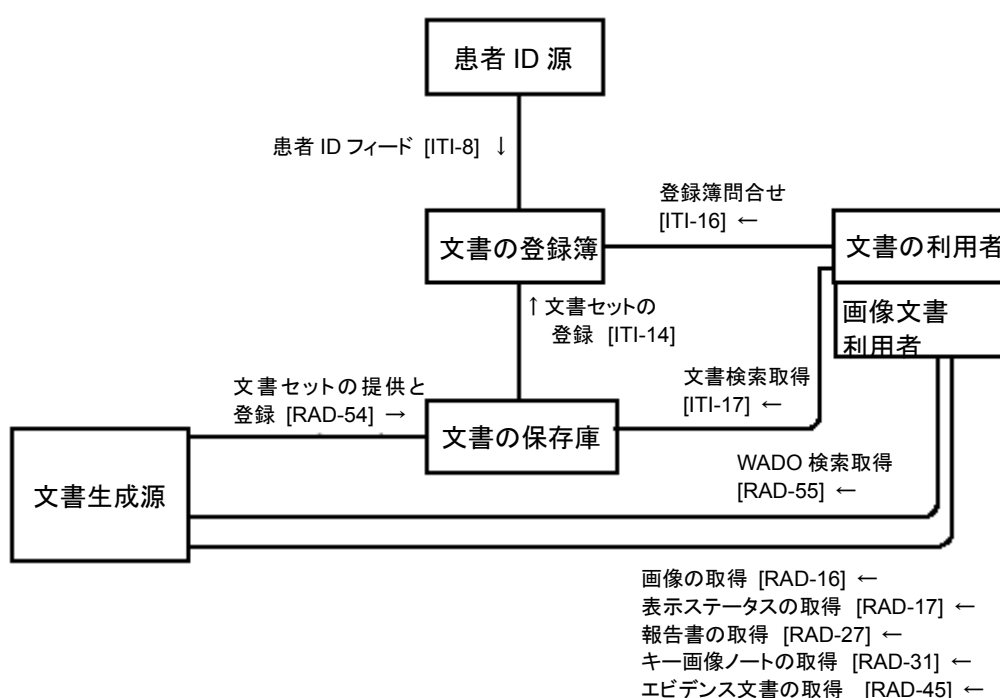 患者 ID 源
患者 ID フィード [ITI-8] ↓
登録簿問合せ
[ITI-16] ←
文書の登録簿
文書の利用者
画像文書
利用者
↑文書セットの
登録 [ITI-14]
文書検索取得
[ITI-17] ←
文書セットの提供と
登録 [RAD-54] →
文書の保存庫
WADO 検索取得
[RAD-55] ←
文書生成源
画像の取得 [RAD-16] ←
表示ステータスの取得 [RAD-17] ←
報告書の取得 [RAD-27] ←
キー画像ノートの取得 [RAD-31] ←
エビデンス文書の取得 [RAD-45] ←